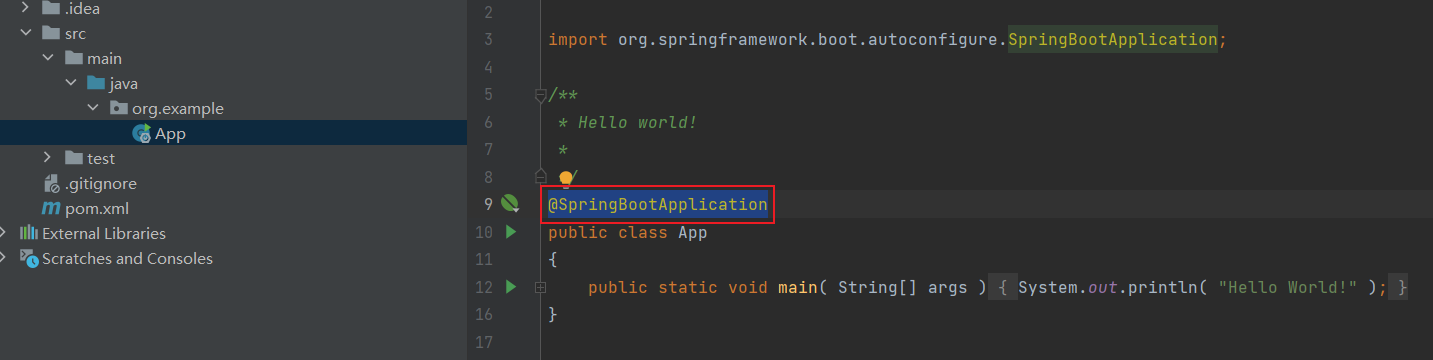 .idea
src
main
java
org.example
App
test
.gitignore
pom.xml
External Libraries
Scratches and Consoles
2
3 import org.springframework.boot.autoconfigure.SpringBootApplication;
4
5 /**
6 * Hello world!
7 *
8 */
9 @SpringBootApplication
10 public class App
11 {
12 public static void main( String[] args ) { System.out.println( "Hello World!" ); }
16 }
17